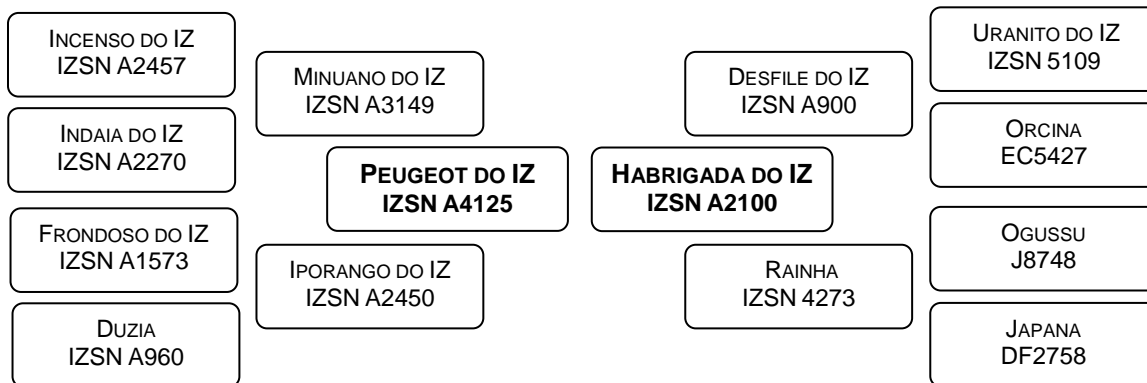 INCENSO DO IZ
IZSN A2457
INDAIA DO IZ
IZSN A2270
FRONDOSO DO IZ
IZSN A1573
DUZIA
IZSN A960
MINUANO DO IZ
IZSN A3149
IPORANGO DO IZ
IZSN A2450
PEUGEOT DO IZ
IZSN A4125
HABRIGADA DO IZ
IZSN A2100
DESFILE DO IZ
IZSN A900
RAINHA
IZSN 4273
URANITO DO IZ
IZSN 5109
ORCINA
EC5427
OGUSSU
J8748
JAPANA
DF2758